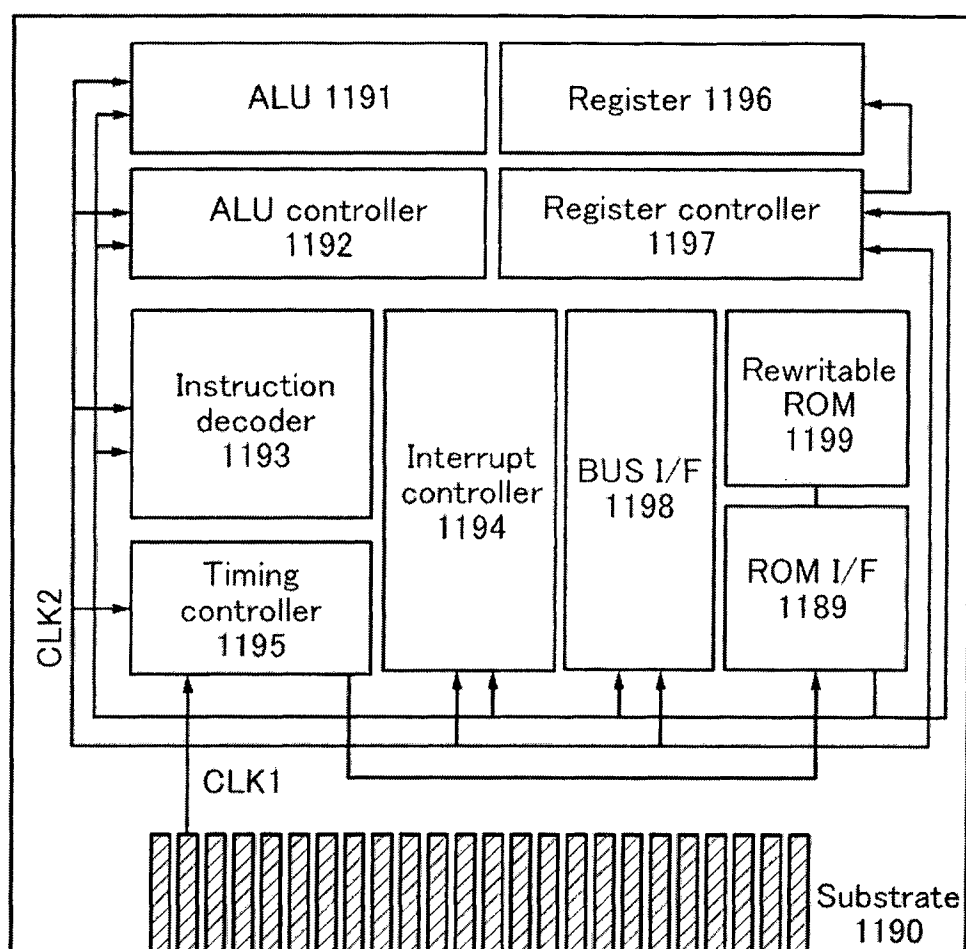 ALU 1191
Register 1196
ALU controller
1192
Register controller
1197
Instruction
decoder
1193
Interrupt
controller
1194
BUS I/F
1198
Rewritable
ROM
1199
Timing
controller
1195
ROM I/F
1189
CLK2
CLK1
Substrate
1190